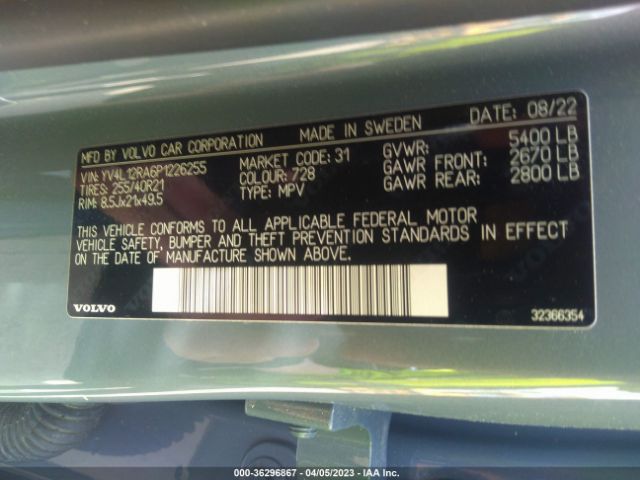 MFD BY VOLVO CAR CORPORATION MADE IN SWEDEN DATE: 08/22
VIN: YV4L12RA6P1226255 MARKET CODE: 31 GVWR: 5400 LB
TIRES: 255/40R21 COLOUR: 728 GAWR FRONT: 2670 LB
RIM: 8.5Jx21x49.5 TYPE: MPV GAWR REAR: 2800 LB
THIS VEHICLE CONFORMS TO ALL APPLICABLE FEDERAL MOTOR
VEHICLE SAFETY, BUMPER AND THEFT PREVENTION STANDARDS IN EFFECT
ON THE DATE OF MANUFACTURE SHOWN ABOVE.
VOLVO 32366354
000-36296867 - 04/05/2023 - IAA Inc.